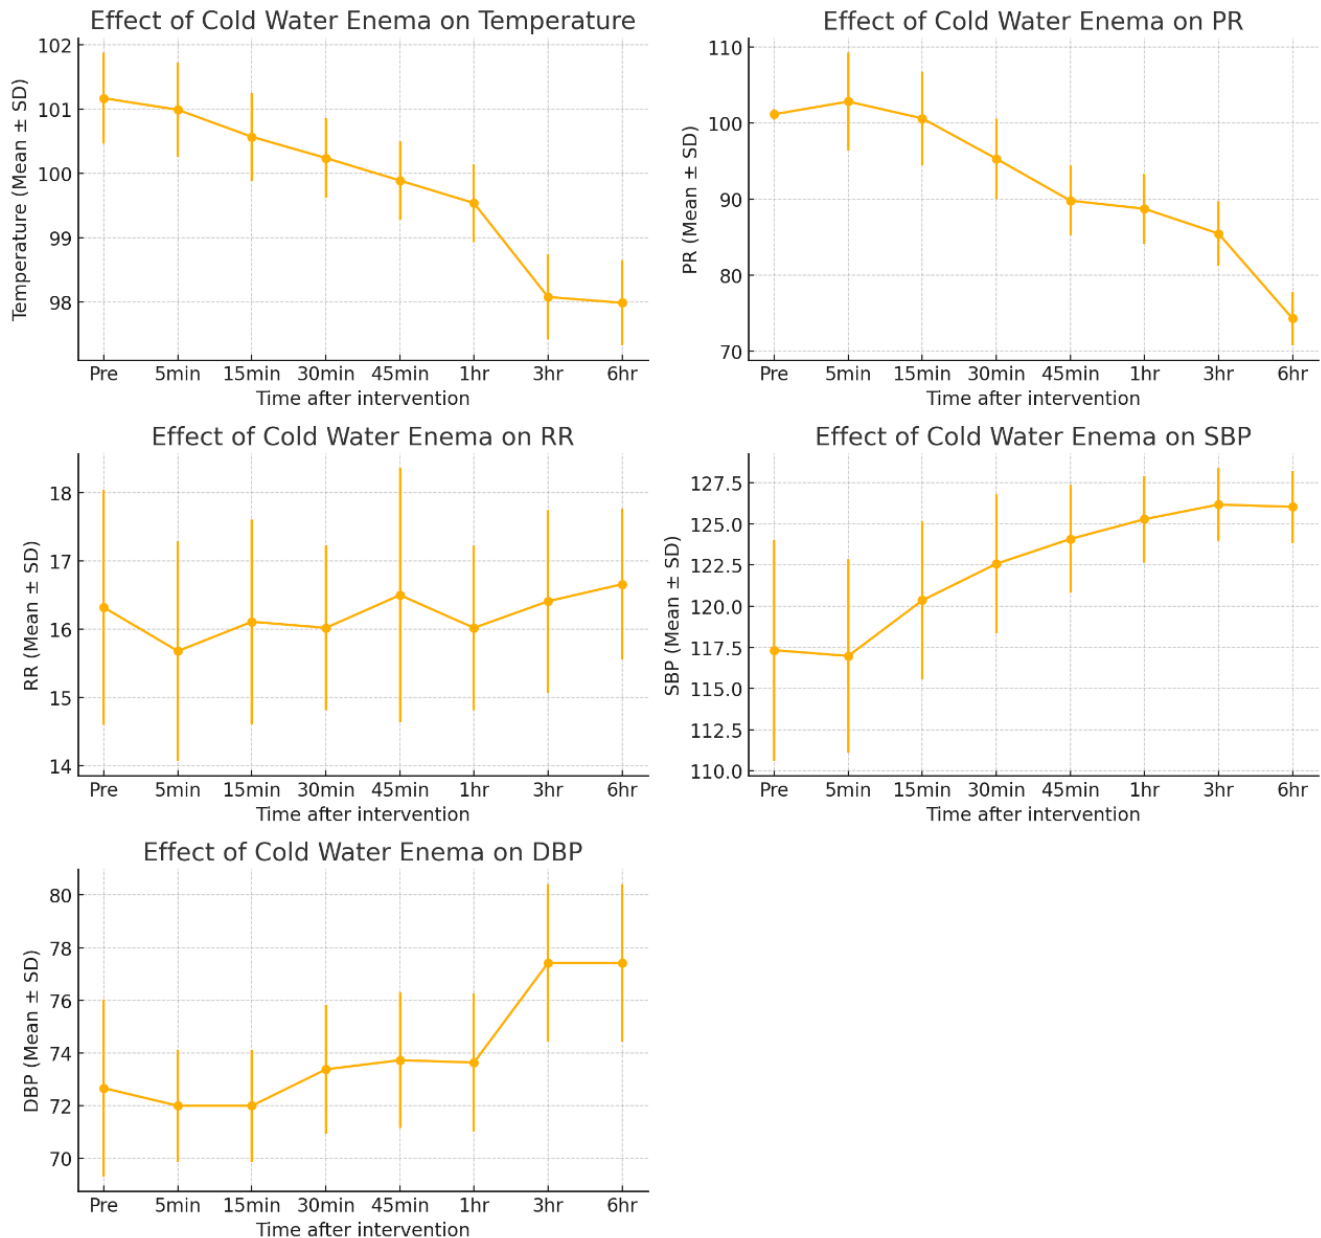 Effect of Cold Water Enema on Temperature
Temperature (Mean ± SD)
102
101
100
99
98
Pre 5min 15min 30min 45min 1hr 3hr 6hr
Time after intervention
Effect of Cold Water Enema on PR
PR (Mean ± SD)
110
100
90
80
70
Pre 5min 15min 30min 45min 1hr 3hr 6hr
Time after intervention
Effect of Cold Water Enema on RR
RR (Mean ± SD)
18
17
16
15
14
Pre 5min 15min 30min 45min 1hr 3hr 6hr
Time after intervention
Effect of Cold Water Enema on SBP
SBP (Mean ± SD)
127.5
125.0
122.5
120.0
117.5
115.0
112.5
110.0
Pre 5min 15min 30min 45min 1hr 3hr 6hr
Time after intervention
Effect of Cold Water Enema on DBP
DBP (Mean ± SD)
80
78
76
74
72
70
Pre 5min 15min 30min 45min 1hr 3hr 6hr
Time after intervention